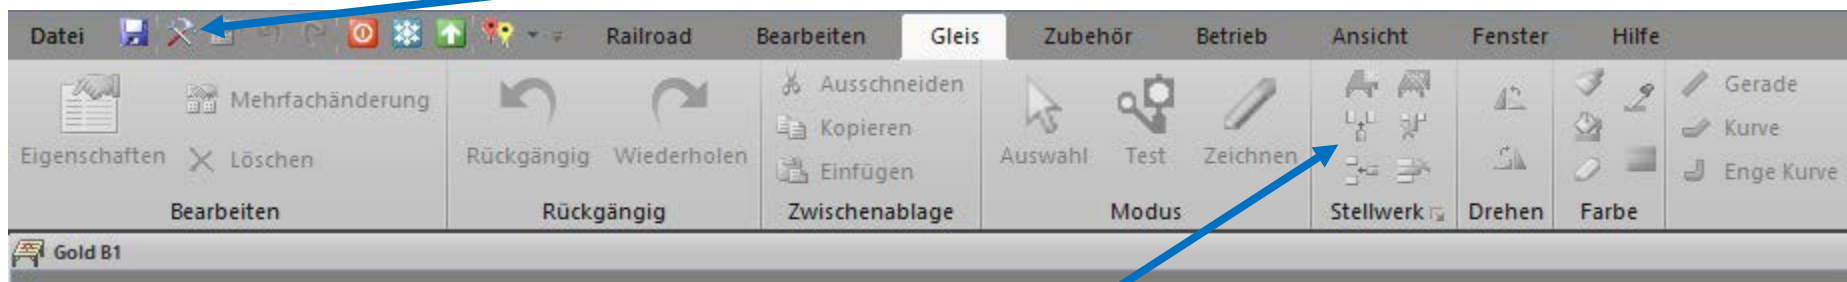 Datei Railroad Bearbeiten Gleis Zubehör Betrieb Ansicht Fenster Hilfe
Eigenschaften
Mehrfachänderung
Löschen
Bearbeiten
Rückgängig Wiederholen
Rückgängig
Ausschneiden
Kopieren
Einfügen
Zwischenablage
Auswahl Test Zeichnen
Modus
Stellwerk
Drehen
Farbe
Gerade
Kurve
Enge Kurve
Gold B1